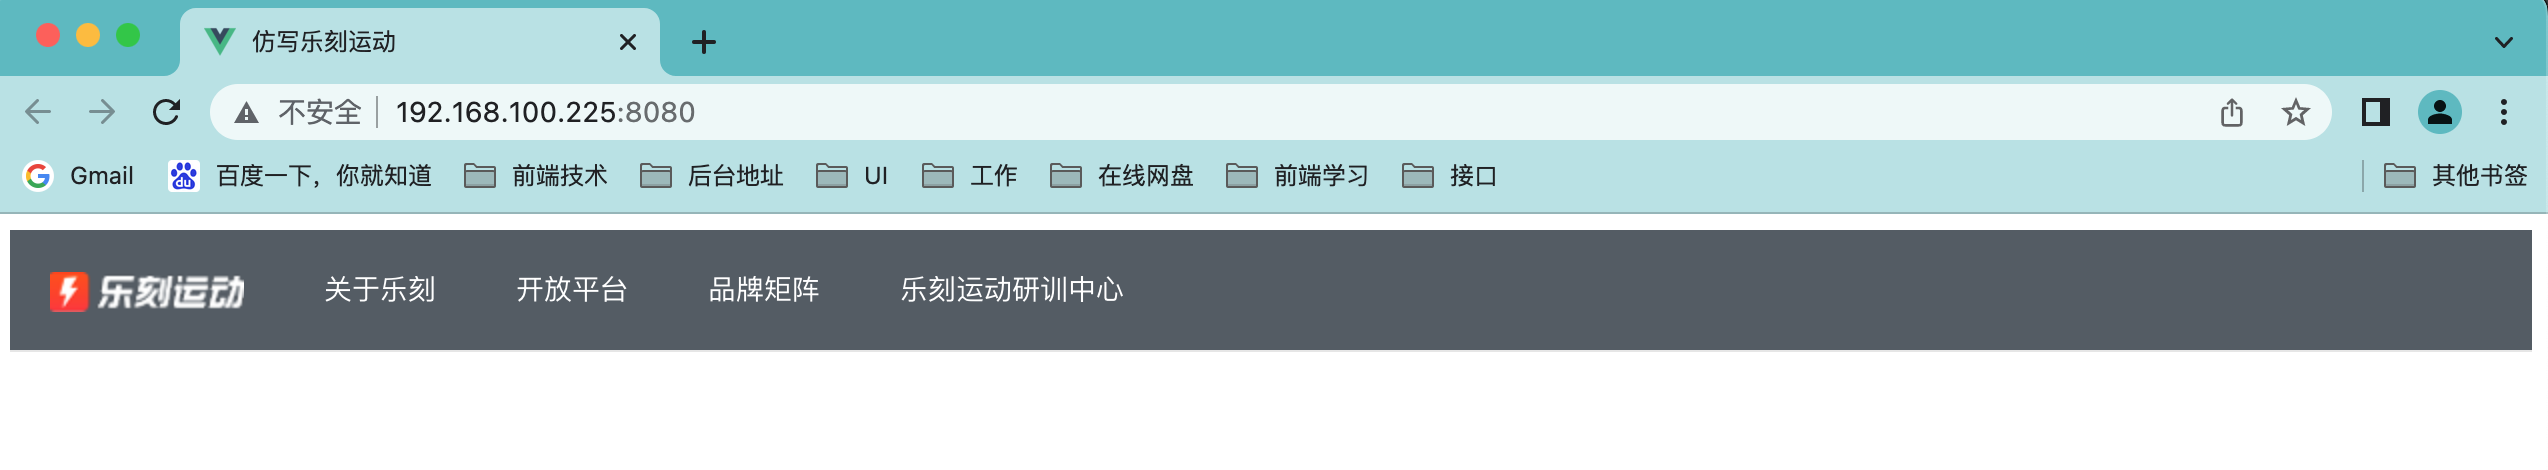 仿写乐刻运动
不安全 192.168.100.225:8080
Gmail 百度一下，你就知道 前端技术 后台地址 UI 工作 在线网盘 前端学习 接口 其他书签
乐刻运动 关于乐刻 开放平台 品牌矩阵 乐刻运动研训中心